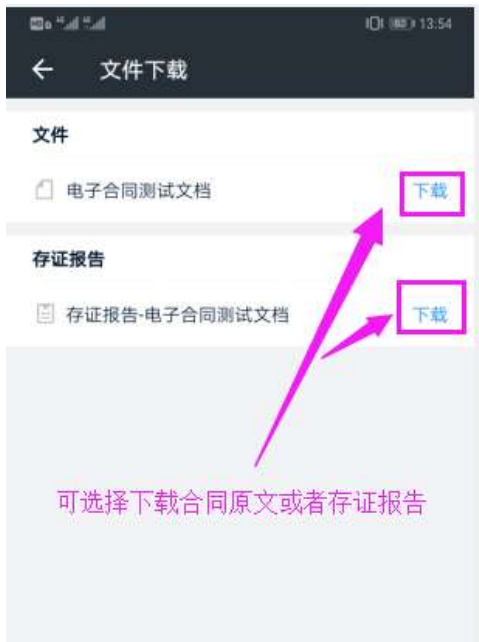 13:54
文件下载
文件
电子合同测试文档
下载
存证报告
存证报告-电子合同测试文档
下载
可选择下载合同原文或者存证报告